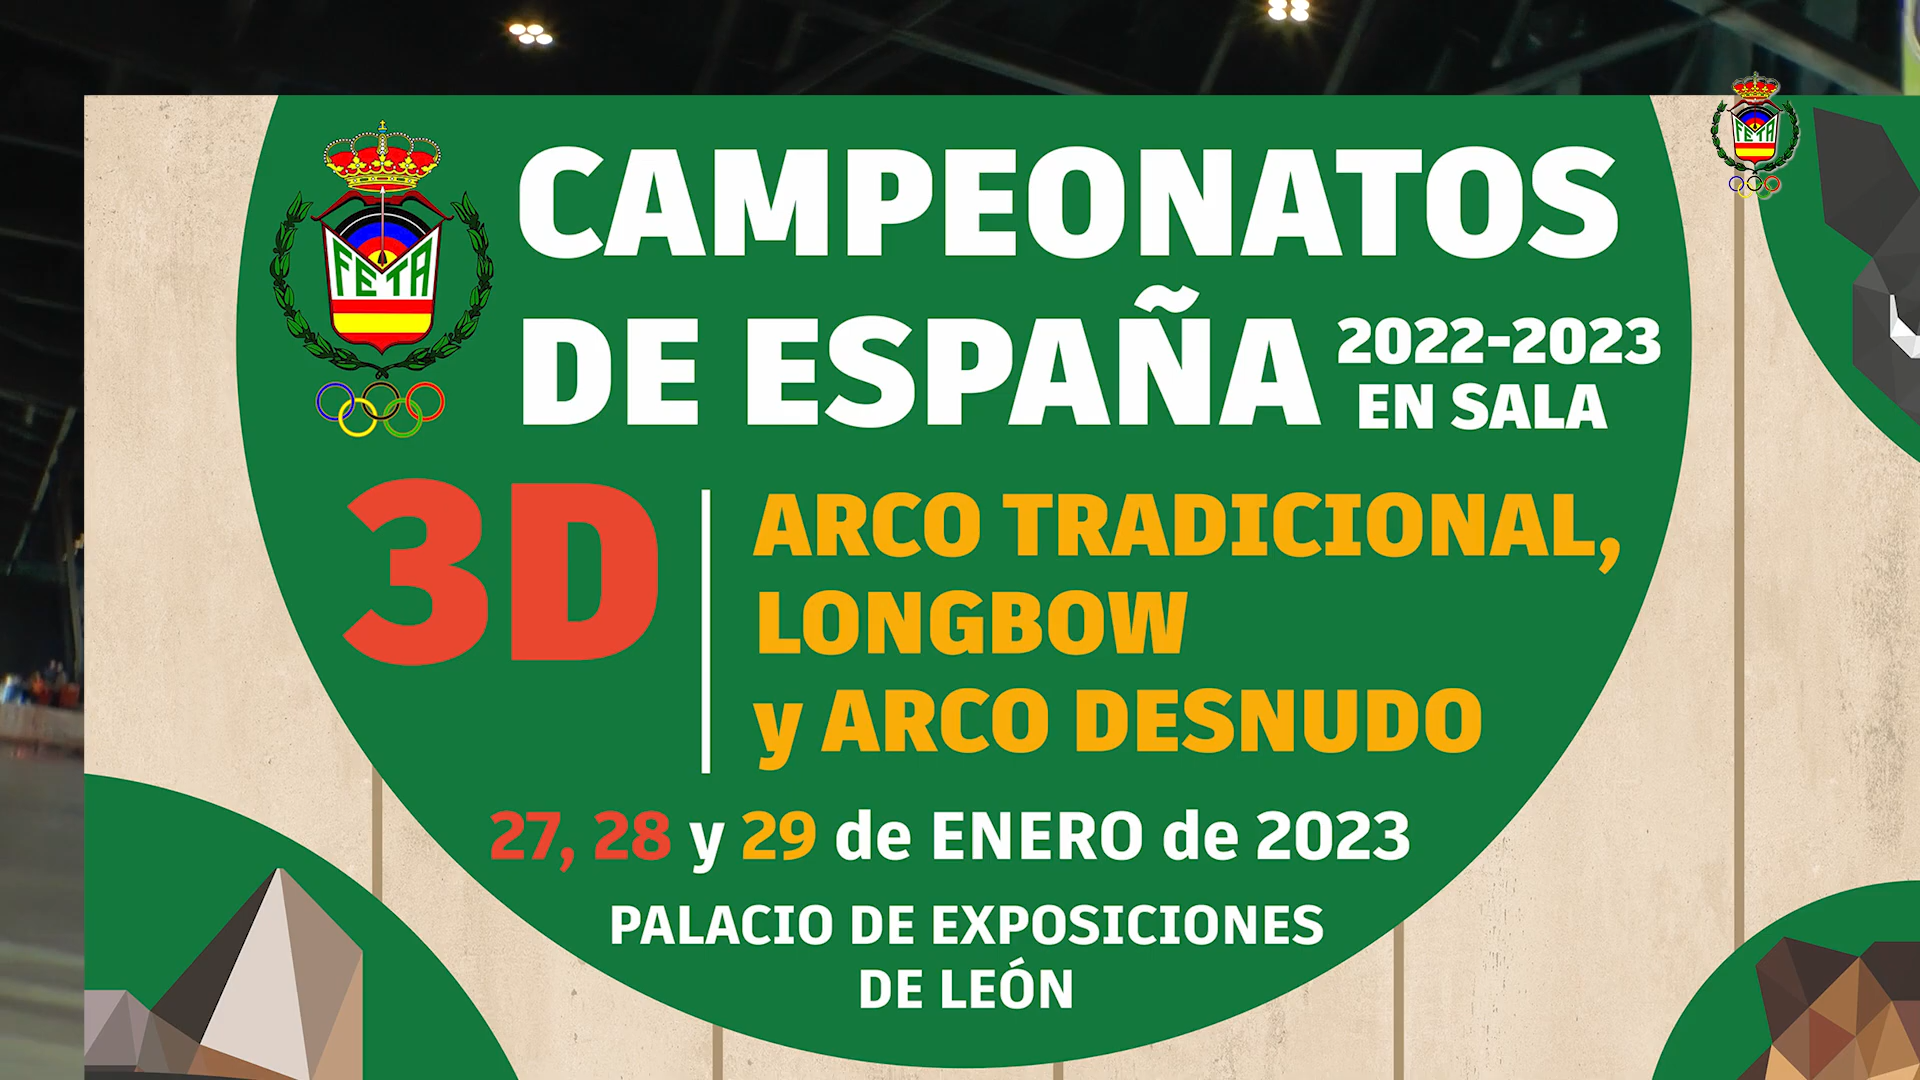 FETA
CAMPEONATOS
DE ESPAÑA 2022-2023
EN SALA
3D
ARCO TRADICIONAL,
LONGBOW
y ARCO DESNUDO
27, 28 y 29 de ENERO de 2023
PALACIO DE EXPOSICIONES
DE LEÓN
FETA